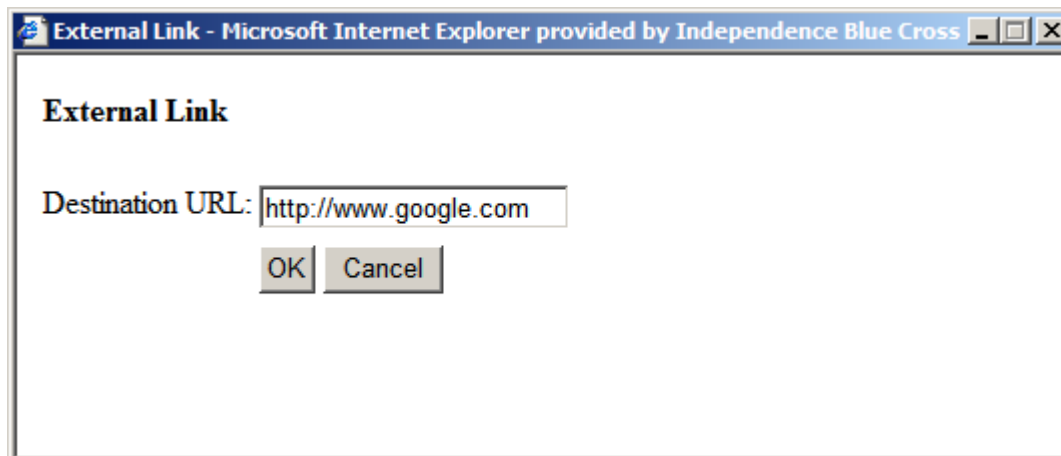 External Link - Microsoft Internet Explorer provided by Independence Blue Cross
External Link
Destination URL: http://www.google.com
OK Cancel